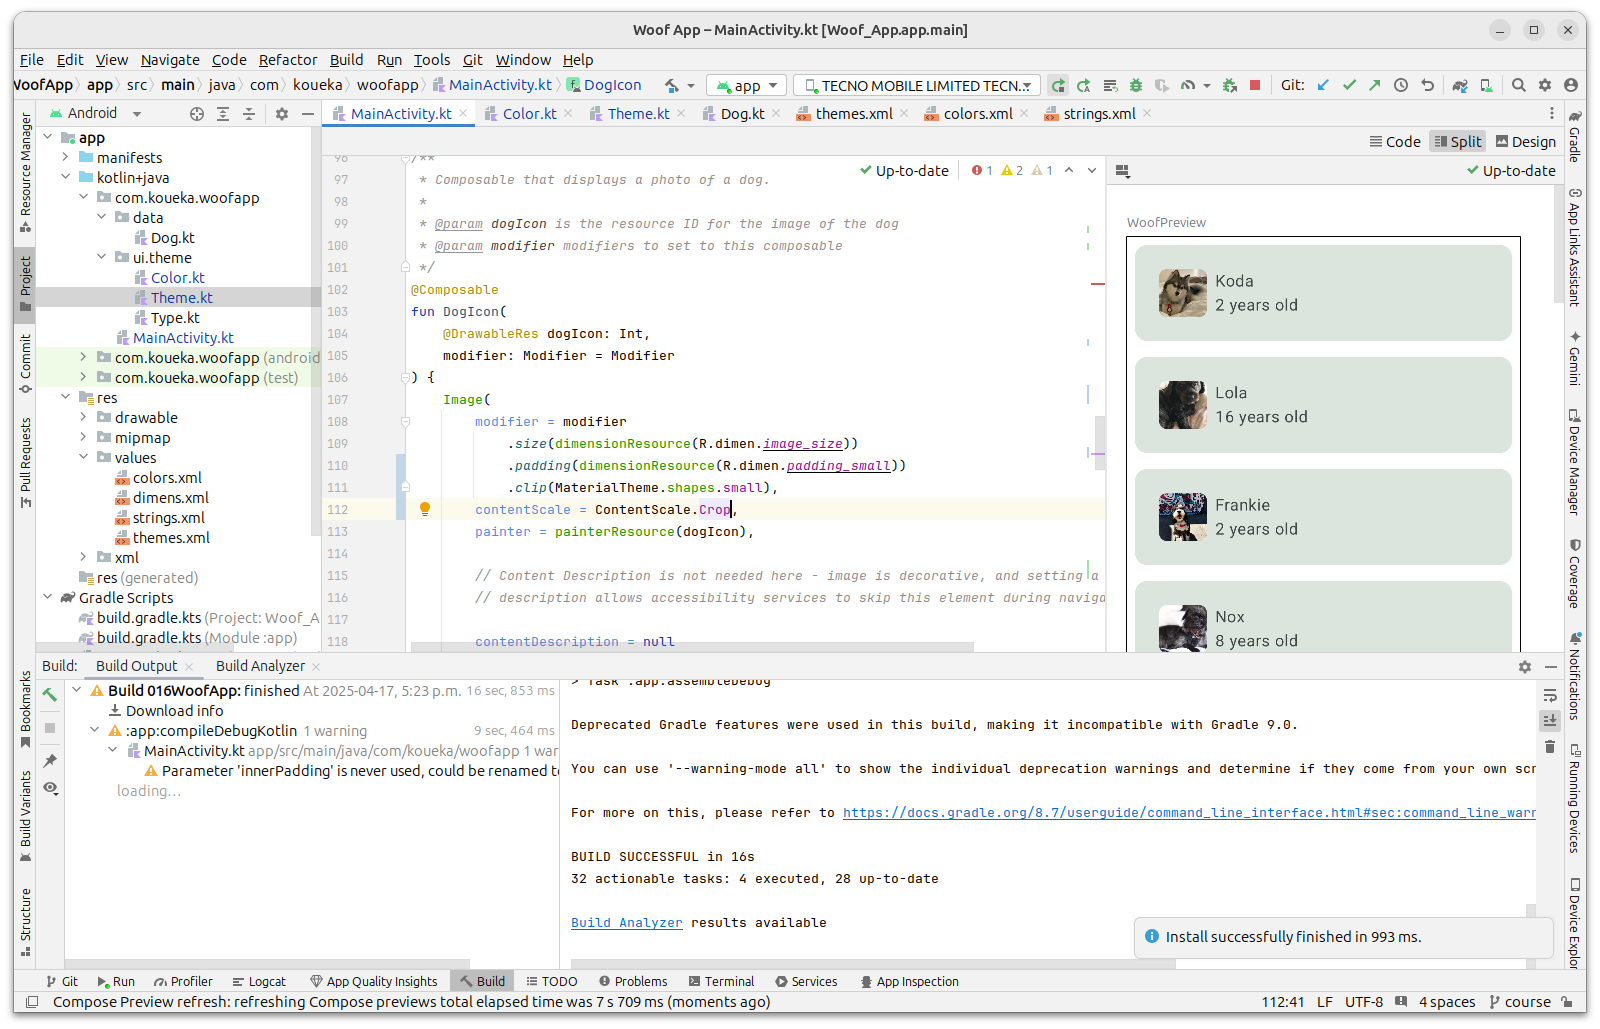 Woof App – MainActivity.kt [Woof_App.app.main]
File Edit View Navigate Code Refactor Build Run Tools Git Window Help
WoofApp app src main java com koueka woofapp MainActivity.kt DogIcon app TECNO MOBILE LIMITED TECN... Git:
Android
MainActivity.kt Color.kt Theme.kt Dog.kt themes.xml colors.xml strings.xml
Code Split Design
Resource Manager
Project
Commit
Pull Requests
Bookmarks
Build Variants
Structure
app
manifests
kotlin+java
com.koueka.woofapp
data
Dog.kt
ui.theme
Color.kt
Theme.kt
Type.kt
MainActivity.kt
com.koueka.woofapp (android
com.koueka.woofapp (test)
res
drawable
mipmap
values
colors.xml
dimens.xml
strings.xml
themes.xml
xml
res (generated)
Gradle Scripts
build.gradle.kts (Project: Woof_A
build.gradle.kts (Module :app)
Up-to-date 1 2 1
96 /**
97 * Composable that displays a photo of a dog.
98 *
99 * @param dogIcon is the resource ID for the image of the dog
100 * @param modifier modifiers to set to this composable
101 */
102 @Composable
103 fun DogIcon(
104 @DrawableRes dogIcon: Int,
105 modifier: Modifier = Modifier
106 ) {
107 Image(
108 modifier = modifier
109 .size(dimensionResource(R.dimen.image_size))
110 .padding(dimensionResource(R.dimen.padding_small))
111 .clip(MaterialTheme.shapes.small),
112 contentScale = ContentScale.Crop,
113 painter = painterResource(dogIcon),
114
115 // Content Description is not needed here - image is decorative, and setting a
116 // description allows accessibility services to skip this element during naviga
117
118 contentDescription = null
Up-to-date
WoofPreview
Koda
2 years old
Lola
16 years old
Frankie
2 years old
Nox
8 years old
Gradle
App Links Assistant
Gemini
Device Manager
Coverage
Notifications
Running Devices
Device Explor
Build: Build Output Build Analyzer
Build 016WoofApp: finished At 2025-04-17, 5:23 p.m. 16 sec, 853 ms
Download info
:app:compileDebugKotlin 1 warning 9 sec, 464 ms
MainActivity.kt app/src/main/java/com/koueka/woofapp 1 war
Parameter 'innerPadding' is never used, could be renamed to
loading...
> Task :app:assembleDebug
Deprecated Gradle features were used in this build, making it incompatible with Gradle 9.0.
You can use '--warning-mode all' to show the individual deprecation warnings and determine if they come from your own scr
For more on this, please refer to https://docs.gradle.org/8.7/userguide/command_line_interface.html#sec:command_line_warn
BUILD SUCCESSFUL in 16s
32 actionable tasks: 4 executed, 28 up-to-date
Build Analyzer results available
Install successfully finished in 993 ms.
Git Run Profiler Logcat App Quality Insights Build TODO Problems Terminal Services App Inspection
Compose Preview refresh: refreshing Compose previews total elapsed time was 7 s 709 ms (moments ago) 112:41 LF UTF-8 4 spaces course